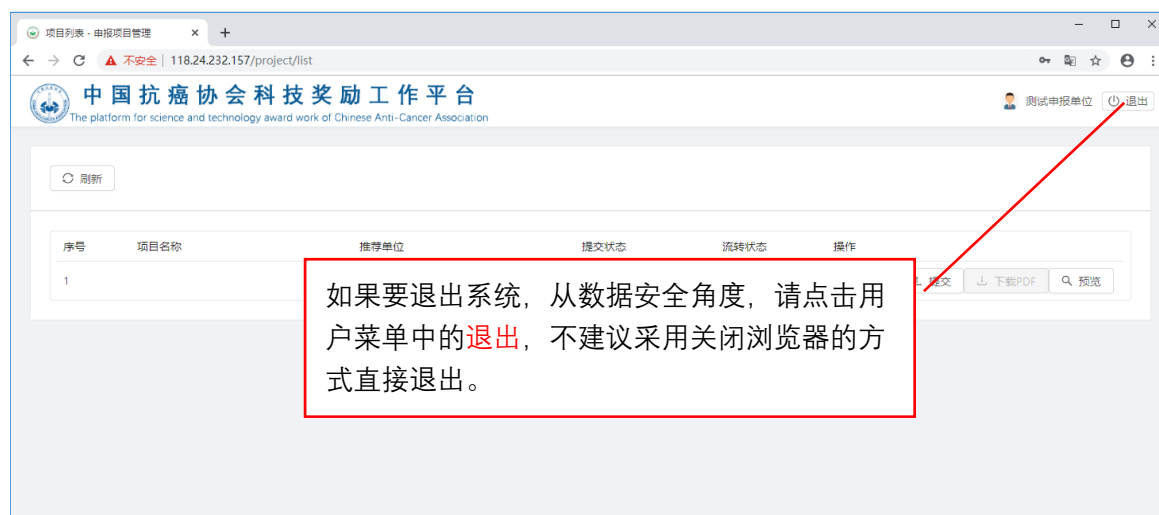 项目列表 - 申报项目管理
不安全 | 118.24.232.157/project/list
中国抗癌协会科技奖励工作平台
The platform for science and technology award work of Chinese Anti-Cancer Association
测试申报单位 退出
刷新
序号 项目名称 推荐单位 提交状态 流转状态 操作
1 提交 下载PDF 预览
如果要退出系统，从数据安全角度，请点击用
户菜单中的退出，不建议采用关闭浏览器的方
式直接退出。